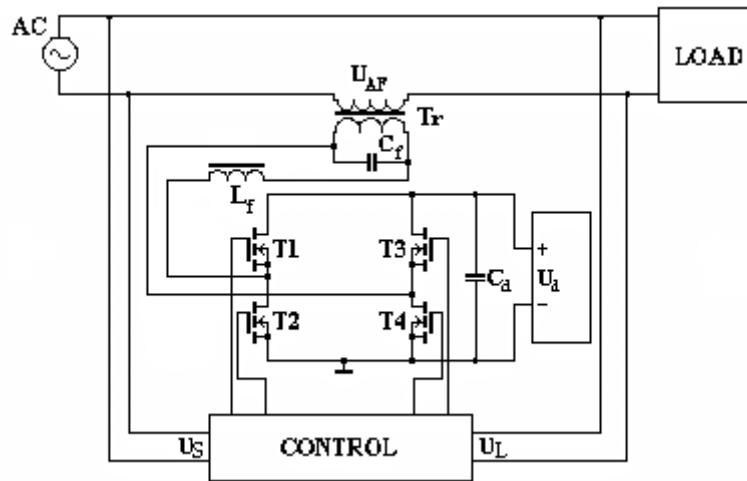 AC
LOAD
U_AF
Tr
C_f
L_f
T1
T3
+
C_d
U_d
T2
T4
−
U_S
CONTROL
U_L